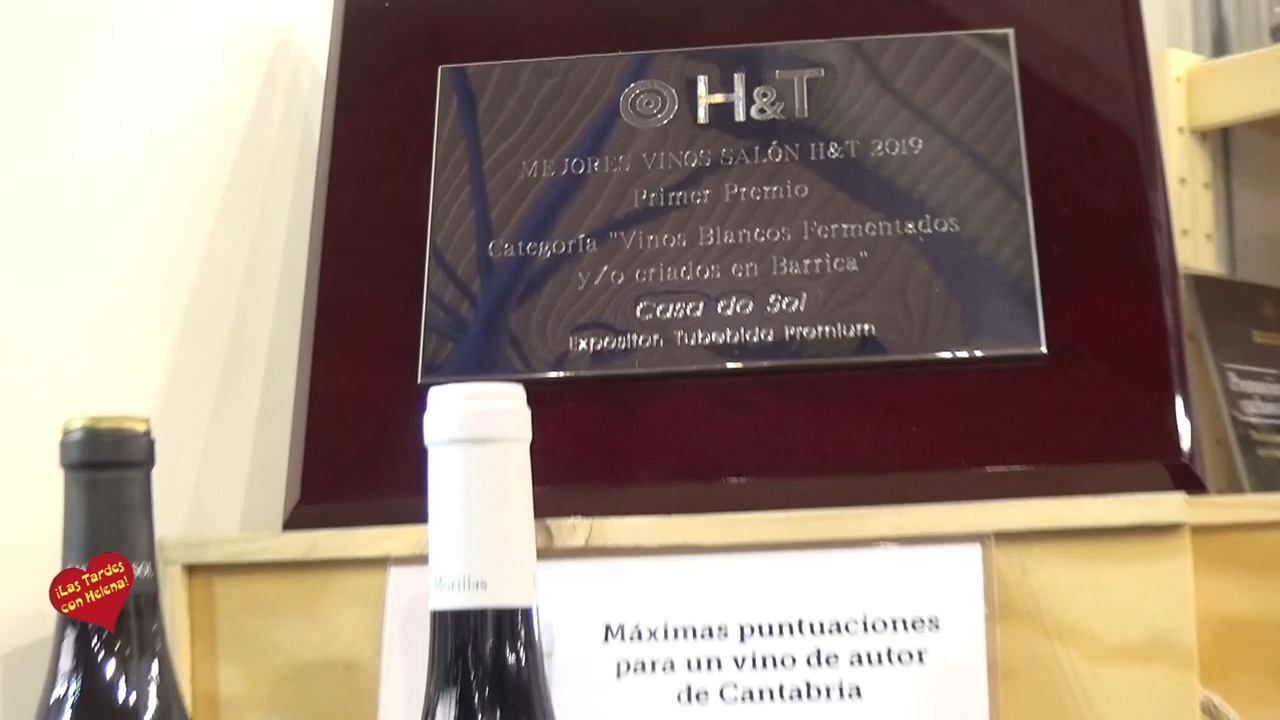 H&T
MEJORES VINOS SALÓN H&T 2019
Primer Premio
Categoría "Vinos Blancos Fermentados
y/o criados en Barrica"
Casa do Sol
Expositor: Tubebida Premium
¡Las Tardes
con Helena!
Morillas
Máximas puntuaciones
para un vino de autor
de Cantabria